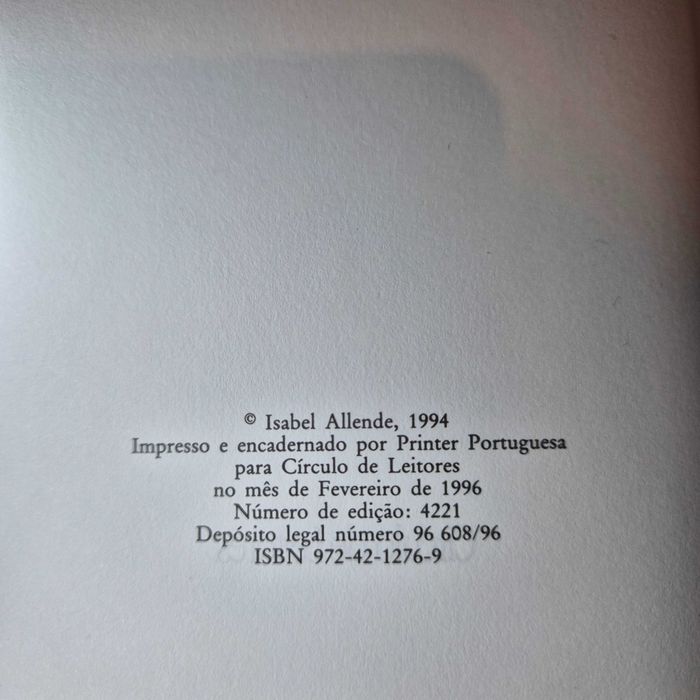 © Isabel Allende, 1994
Impresso e encadernado por Printer Portuguesa
para Círculo de Leitores
no mês de Fevereiro de 1996
Número de edição: 4221
Depósito legal número 96 608/96
ISBN 972-42-1276-9